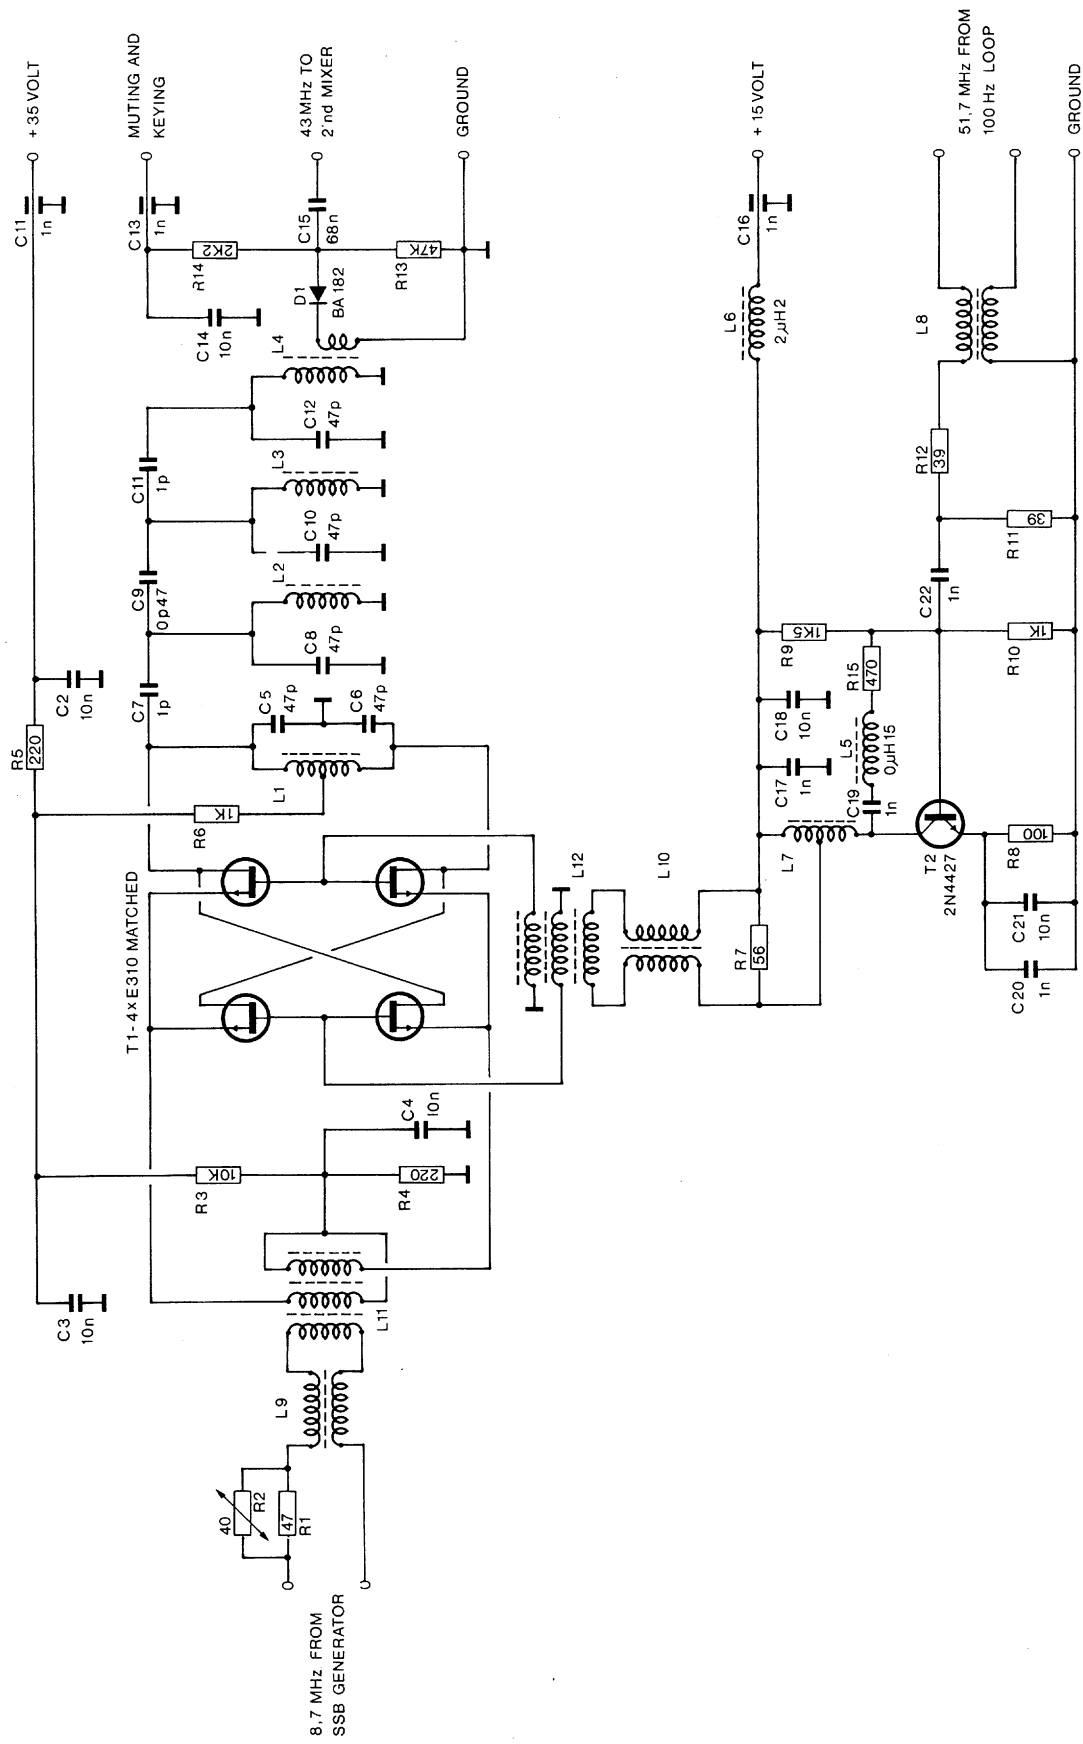 +35 VOLT
MUTING AND
KEYING
43 MHz TO
2'nd MIXER
GROUND
C11
1n
C13
1n
R14
2K2
C15
68n
R13
47K
D1
BA 182
C14
10n
L4
C12
47p
C11
1p
L3
C10
47p
C9
0p47
L2
C8
47p
C7
1p
C2
10n
R5
220
C5
47p
C6
47p
L1
R6
1K
T1-4×E310 MATCHED
L12
L10
C4
10n
R3
10K
R4
220
C3
10n
L11
L9
40
R2
47
R1
8,7 MHz FROM
SSB GENERATOR
+15 VOLT
51,7 MHz FROM
100 Hz LOOP
GROUND
C16
1n
L6
2µH2
L8
R12
39
R11
39
C22
1n
R9
1K5
R10
1K
R15
470
C18
10n
L5
0µH15
C17
1n
C19
1n
L7
T2
2N4427
R8
100
R7
56
C21
10n
C20
1n